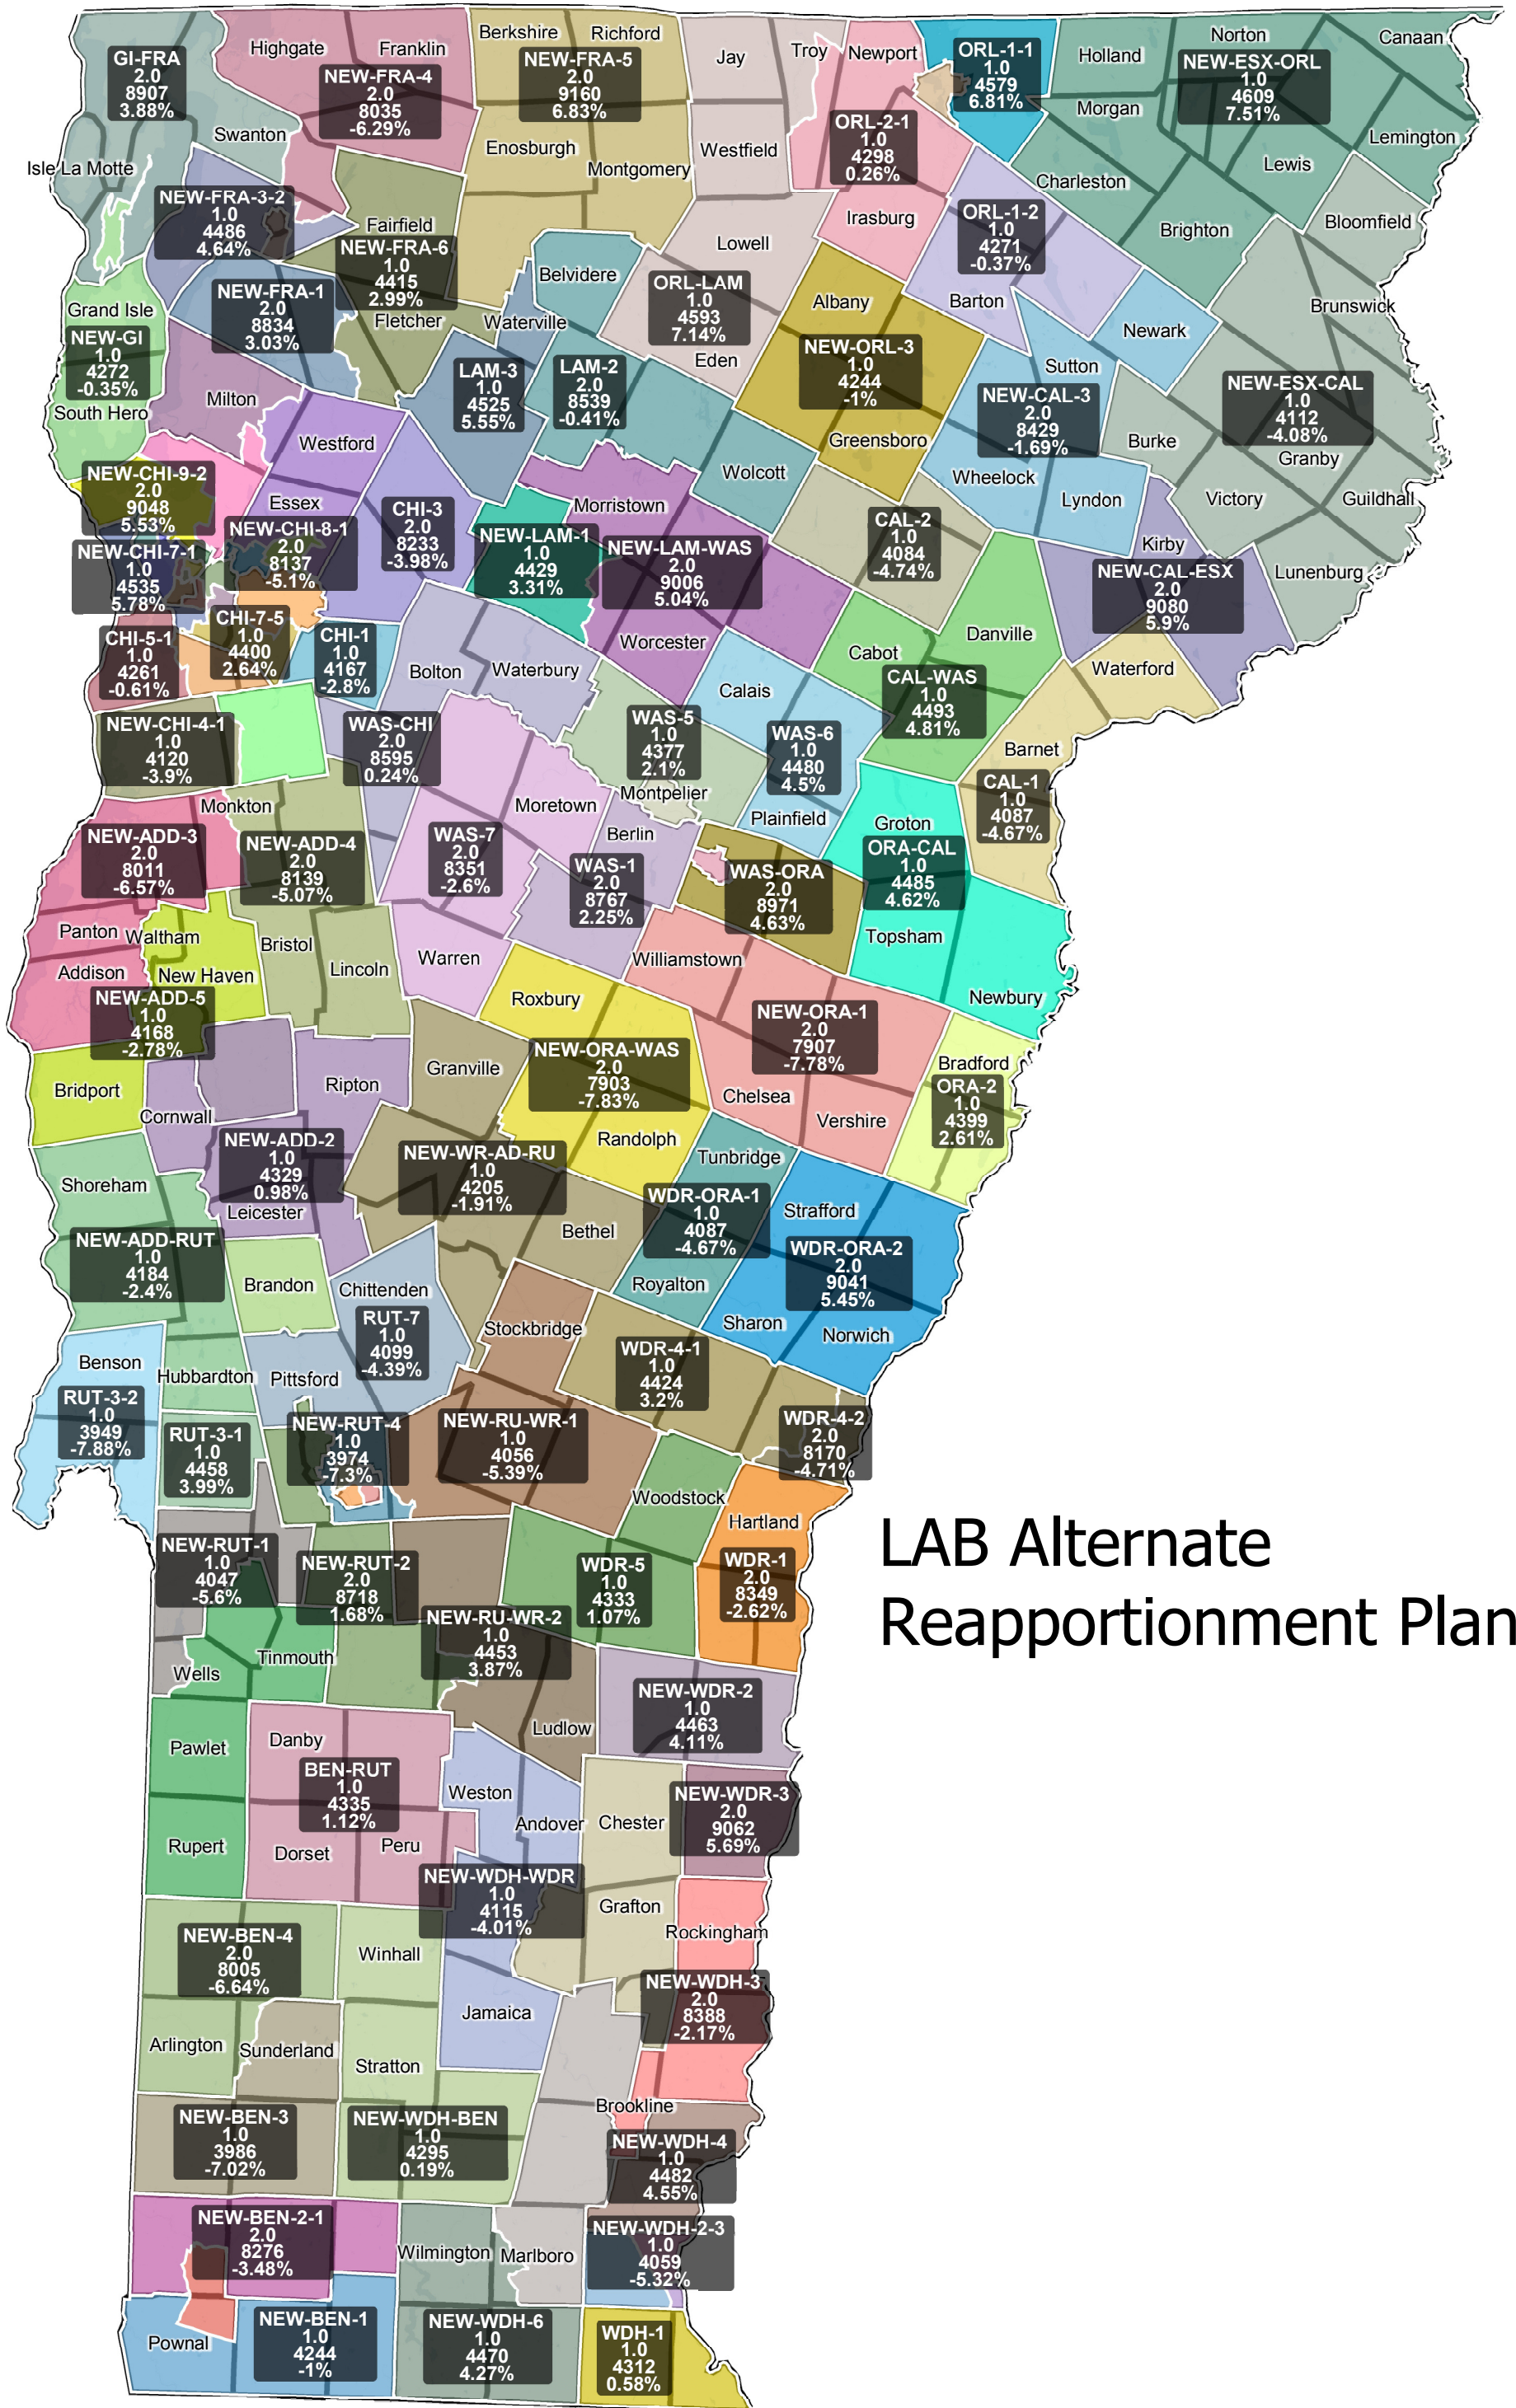 Highgate
Franklin
Berkshire
Richford
Jay
Troy
Newport
Holland
Norton
Canaan
GI-FRA
2.0
8907
3.88%
NEW-FRA-4
2.0
8035
-6.29%
NEW-FRA-5
2.0
9160
6.83%
ORL-1-1
1.0
4579
6.81%
NEW-ESX-ORL
1.0
4609
7.51%
Morgan
Swanton
Enosburgh
Montgomery
Westfield
ORL-2-1
1.0
4298
0.26%
Lewis
Lemington
Isle La Motte
Charleston
NEW-FRA-3-2
1.0
4486
4.64%
Fairfield
Irasburg
ORL-1-2
1.0
4271
-0.37%
Brighton
Bloomfield
NEW-FRA-6
1.0
4415
2.99%
Lowell
Belvidere
Grand Isle
NEW-FRA-1
2.0
8834
3.03%
Fletcher
Waterville
ORL-LAM
1.0
4593
7.14%
Albany
Barton
Newark
Brunswick
NEW-GI
1.0
4272
-0.35%
Eden
NEW-ORL-3
1.0
4244
-1%
Sutton
South Hero
Milton
LAM-3
1.0
4525
5.55%
LAM-2
2.0
8539
-0.41%
NEW-CAL-3
2.0
8429
-1.69%
NEW-ESX-CAL
1.0
4112
-4.08%
Westford
Greensboro
Burke
Granby
NEW-CHI-9-2
2.0
9048
5.53%
Essex
Wolcott
Wheelock
Lyndon
Victory
Guildhall
Morristown
CHI-3
2.0
8233
-3.98%
NEW-CHI-8-1
2.0
8137
-5.1%
CAL-2
1.0
4084
-4.74%
NEW-CHI-7-1
1.0
4535
5.78%
NEW-LAM-1
1.0
4429
3.31%
NEW-LAM-WAS
2.0
9006
5.04%
Kirby
NEW-CAL-ESX
2.0
9080
5.9%
Lunenburg
CHI-5-1
1.0
4261
-0.61%
CHI-7-5
1.0
4400
2.64%
CHI-1
1.0
4167
-2.8%
Worcester
Danville
Cabot
Bolton
Waterbury
Calais
Waterford
CAL-WAS
1.0
4493
4.81%
NEW-CHI-4-1
1.0
4120
-3.9%
WAS-CHI
2.0
8595
0.24%
WAS-5
1.0
4377
2.1%
WAS-6
1.0
4480
4.5%
Barnet
CAL-1
1.0
4087
-4.67%
Monkton
Montpelier
Moretown
Plainfield
Groton
NEW-ADD-3
2.0
8011
-6.57%
NEW-ADD-4
2.0
8139
-5.07%
WAS-7
2.0
8351
-2.6%
Berlin
WAS-1
2.0
8767
2.25%
WAS-ORA
2.0
8971
4.63%
ORA-CAL
1.0
4485
4.62%
Panton
Waltham
Bristol
Topsham
Addison
New Haven
Lincoln
Warren
Williamstown
Newbury
NEW-ADD-5
1.0
4168
-2.78%
Roxbury
NEW-ORA-1
2.0
7907
-7.78%
NEW-ORA-WAS
2.0
7903
-7.83%
Bradford
ORA-2
1.0
4399
2.61%
Bridport
Ripton
Granville
Chelsea
Vershire
Cornwall
Randolph
NEW-ADD-2
1.0
4329
0.98%
NEW-WR-AD-RU
1.0
4205
-1.91%
Tunbridge
Shoreham
WDR-ORA-1
1.0
4087
-4.67%
Strafford
Leicester
Bethel
NEW-ADD-RUT
1.0
4184
-2.4%
WDR-ORA-2
2.0
9041
5.45%
Brandon
Chittenden
Royalton
Sharon
Norwich
RUT-7
1.0
4099
-4.39%
Stockbridge
Benson
Hubbardton
Pittsford
WDR-4-1
1.0
4424
3.2%
RUT-3-2
1.0
3949
-7.88%
RUT-3-1
1.0
4458
3.99%
NEW-RUT-4
1.0
3974
-7.3%
NEW-RU-WR-1
1.0
4056
-5.39%
WDR-4-2
2.0
8170
-4.71%
Woodstock
Hartland
LAB Alternate
Reapportionment Plan
NEW-RUT-1
1.0
4047
-5.6%
NEW-RUT-2
2.0
8718
1.68%
WDR-5
1.0
4333
1.07%
WDR-1
2.0
8349
-2.62%
NEW-RU-WR-2
1.0
4453
3.87%
Tinmouth
Wells
NEW-WDR-2
1.0
4463
4.11%
Ludlow
Pawlet
Danby
BEN-RUT
1.0
4335
1.12%
Weston
Andover
Chester
NEW-WDR-3
2.0
9062
5.69%
Rupert
Dorset
Peru
NEW-WDH-WDR
1.0
4115
-4.01%
Grafton
Rockingham
NEW-BEN-4
2.0
8005
-6.64%
Winhall
NEW-WDH-3
2.0
8388
-2.17%
Jamaica
Arlington
Sunderland
Stratton
Brookline
NEW-BEN-3
1.0
3986
-7.02%
NEW-WDH-BEN
1.0
4295
0.19%
NEW-WDH-4
1.0
4482
4.55%
NEW-BEN-2-1
2.0
8276
-3.48%
Wilmington
Marlboro
NEW-WDH-2-3
1.0
4059
-5.32%
Pownal
NEW-BEN-1
1.0
4244
-1%
NEW-WDH-6
1.0
4470
4.27%
WDH-1
1.0
4312
0.58%